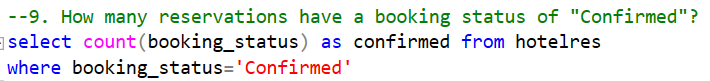 --9. How many reservations have a booking status of "Confirmed"?
select count(booking_status) as confirmed from hotelres
where booking_status='Confirmed'